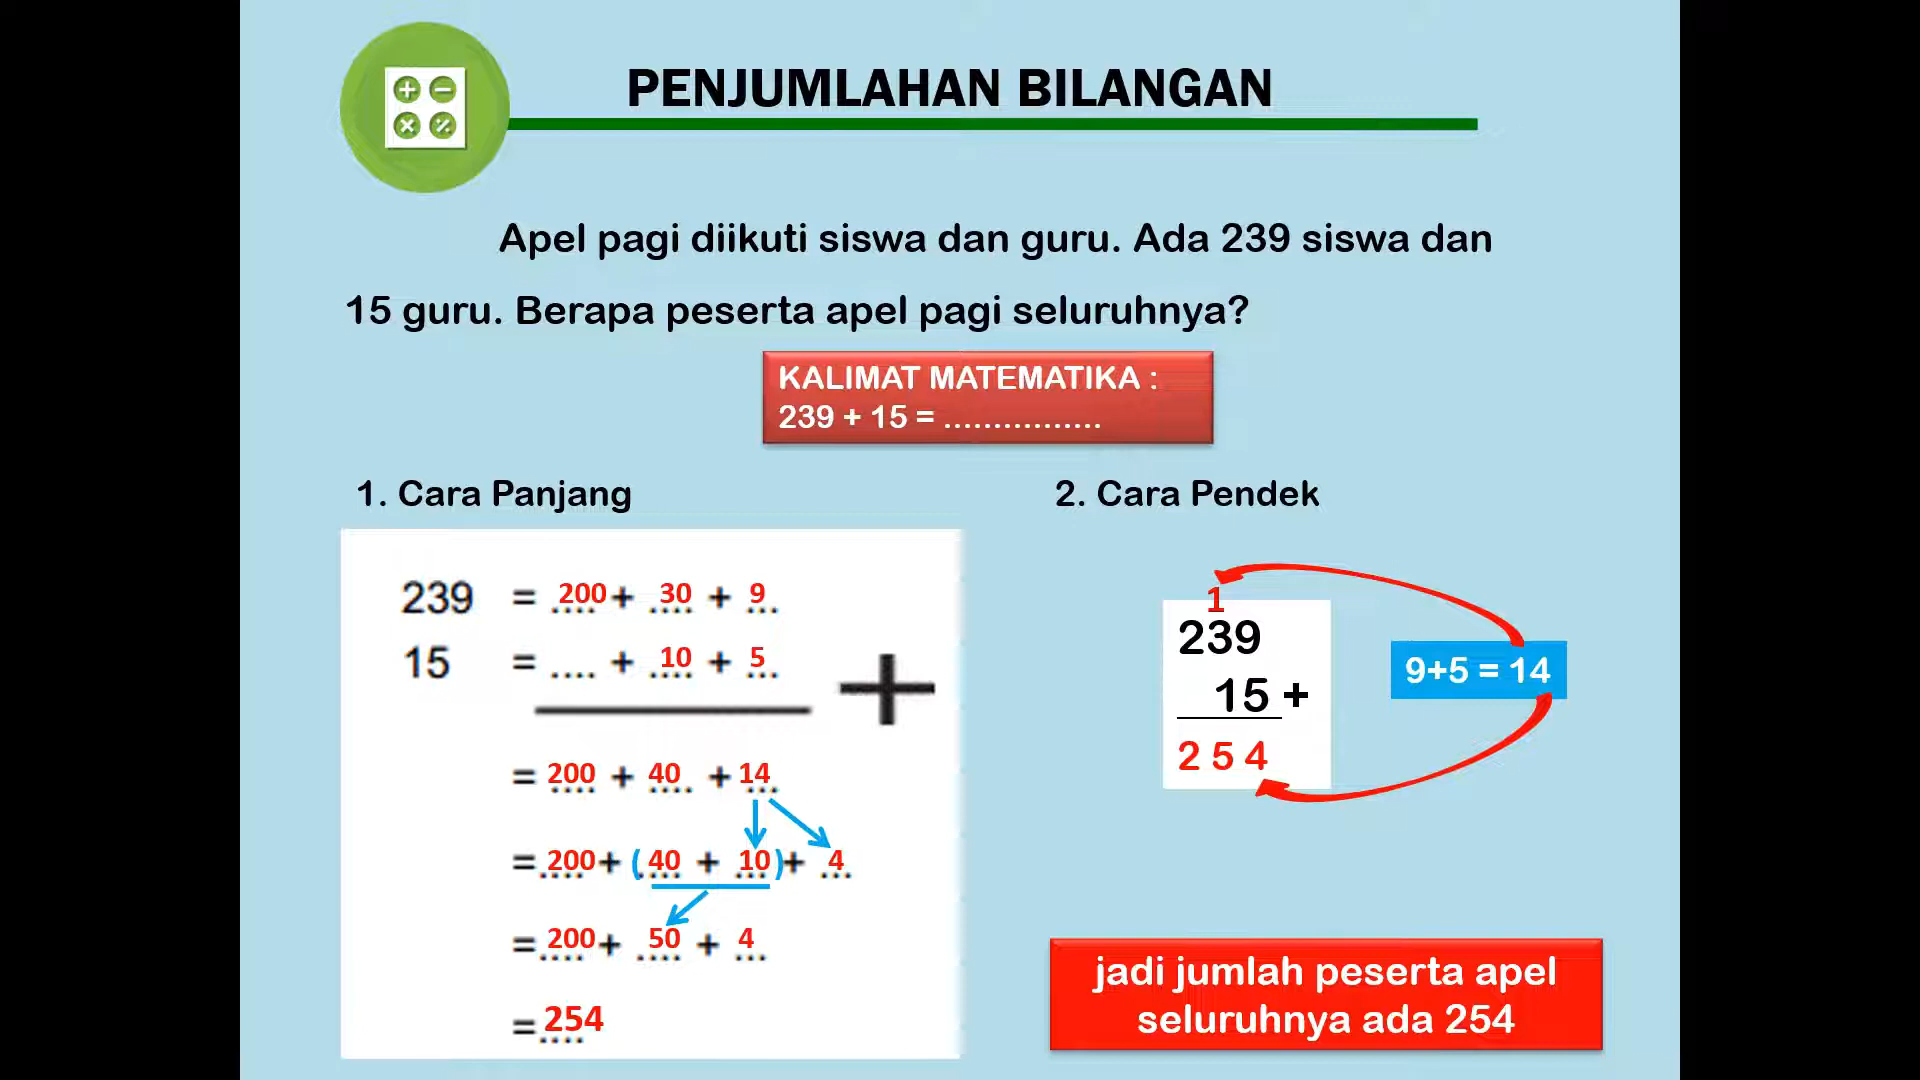 PENJUMLAHAN BILANGAN
Apel pagi diikuti siswa dan guru. Ada 239 siswa dan
15 guru. Berapa peserta apel pagi seluruhnya?
KALIMAT MATEMATIKA :
239 + 15 = ................
1. Cara Panjang
239 = 200 + 30 + 9
15 = .... + 10 + 5
+
= 200 + 40 + 14
= 200 + ( 40 + 10 ) + 4
= 200 + 50 + 4
= 254
2. Cara Pendek
1
239
15 +
2 5 4
9+5 = 14
jadi jumlah peserta apel
seluruhnya ada 254